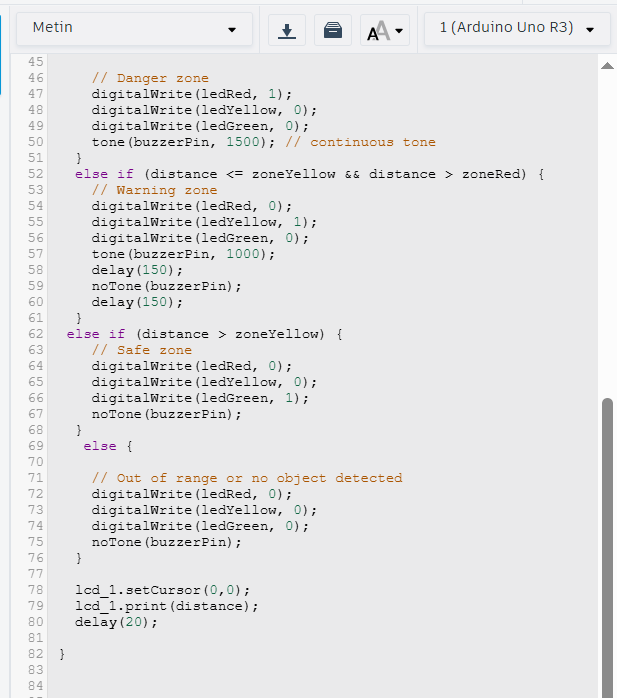 Metin
1 (Arduino Uno R3)
45
46 // Danger zone
47 digitalWrite(ledRed, 1);
48 digitalWrite(ledYellow, 0);
49 digitalWrite(ledGreen, 0);
50 tone(buzzerPin, 1500); // continuous tone
51 }
52 else if (distance <= zoneYellow && distance > zoneRed) {
53 // Warning zone
54 digitalWrite(ledRed, 0);
55 digitalWrite(ledYellow, 1);
56 digitalWrite(ledGreen, 0);
57 tone(buzzerPin, 1000);
58 delay(150);
59 noTone(buzzerPin);
60 delay(150);
61 }
62 else if (distance > zoneYellow) {
63 // Safe zone
64 digitalWrite(ledRed, 0);
65 digitalWrite(ledYellow, 0);
66 digitalWrite(ledGreen, 1);
67 noTone(buzzerPin);
68 }
69 else {
70
71 // Out of range or no object detected
72 digitalWrite(ledRed, 0);
73 digitalWrite(ledYellow, 0);
74 digitalWrite(ledGreen, 0);
75 noTone(buzzerPin);
76 }
77
78 lcd_1.setCursor(0,0);
79 lcd_1.print(distance);
80 delay(20);
81
82 }
83
84